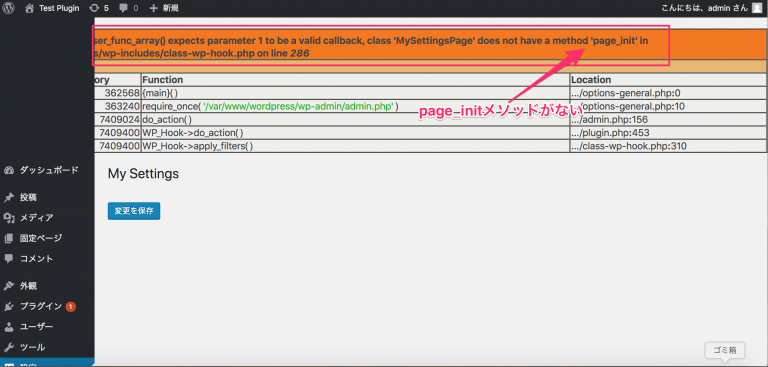 Test Plugin 5 0 新規 こんにちは、admin さん
ser_func_array() expects parameter 1 to be a valid callback, class 'MySettingsPage' does not have a method 'page_init' in
s/wp-includes/class-wp-hook.php on line 286
ory Function Location
362568 {main}( ) .../options-general.php:0
363240 require_once( '/var/www/wordpress/wp-admin/admin.php' ) .../options-general.php:10
page_initメソッドがない
7409024 do_action( ) .../admin.php:156
7409400 WP_Hook->do_action( ) .../plugin.php:453
7409400 WP_Hook->apply_filters( ) .../class-wp-hook.php:310
ダッシュボード
My Settings
投稿
変更を保存
メディア
固定ページ
コメント
外観
プラグイン 1
ユーザー
ツール
ゴミ箱